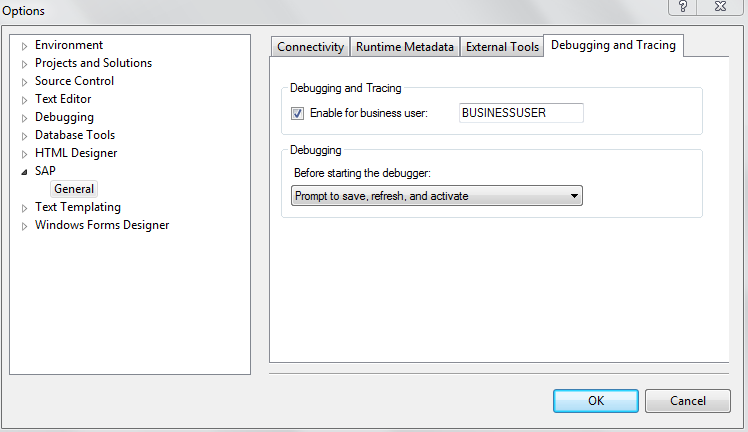 Options
Environment
Projects and Solutions
Source Control
Text Editor
Debugging
Database Tools
HTML Designer
SAP
General
Text Templating
Windows Forms Designer
Connectivity Runtime Metadata External Tools Debugging and Tracing
Debugging and Tracing
Enable for business user: BUSINESSUSER
Debugging
Before starting the debugger:
Prompt to save, refresh, and activate
OK Cancel